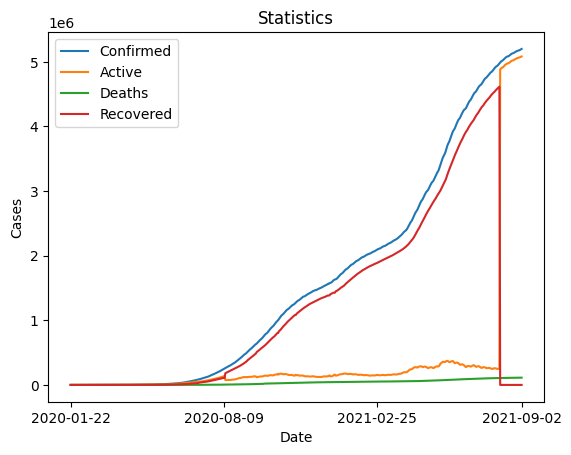 Statistics
1e6
Confirmed
Active
Deaths
Recovered
5
4
3
2
1
0
Cases
2020-01-22 2020-08-09 2021-02-25 2021-09-02
Date